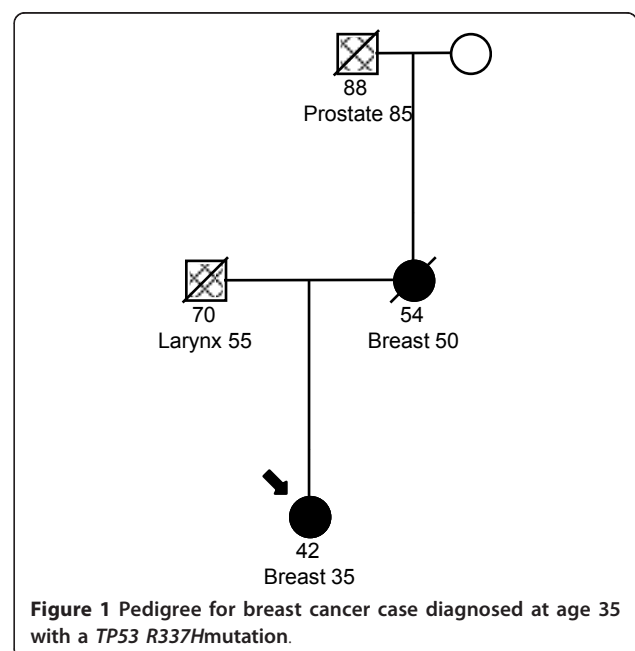 88
Prostate 85
70
Larynx 55
54
Breast 50
42
Breast 35
Figure 1 Pedigree for breast cancer case diagnosed at age 35
with a TP53 R337Hmutation.